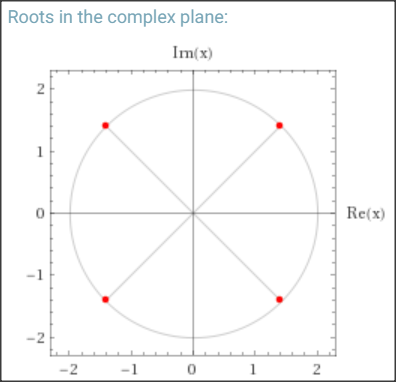 Roots in the complex plane:
Im(x)
2
1
0
Re(x)
−1
−2
−2 −1 0 1 2